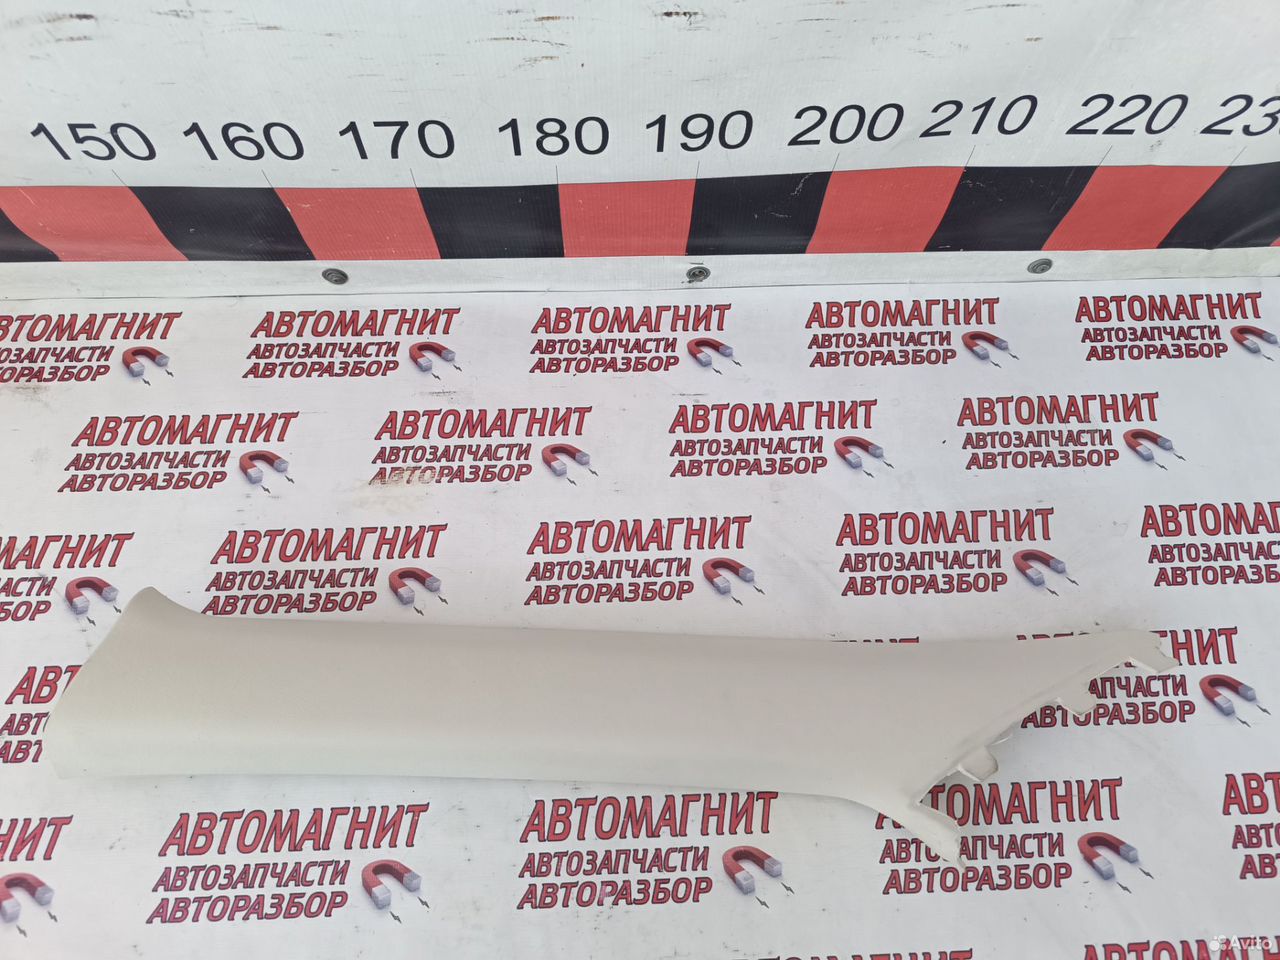 150 160 170 180 190 200 210 220
АВТОМАГНИТ АВТОМАГНИТ АВТОМАГНИТ АВТОМАГНИТ
АВТОЗАПЧАСТИ АВТОЗАПЧАСТИ АВТОЗАПЧАСТИ АВТОЗАПЧАСТИ
АВТОРАЗБОР АВТОРАЗБОР АВТОРАЗБОР АВТОРАЗБОР
АВТОМАГНИТ АВТОМАГНИТ АВТОМАГНИТ АВТОМАГНИТ
АВТОЗАПЧАСТИ АВТОЗАПЧАСТИ АВТОЗАПЧАСТИ АВТОЗАПЧАСТИ
АВТОРАЗБОР АВТОРАЗБОР АВТОРАЗБОР АВТОРАЗБОР
АВТОМАГНИТ АВТОМАГНИТ АВТОМАГНИТ
АВТОЗАПЧАСТИ АВТОЗАПЧАСТИ АВТОЗАПЧАСТИ
АВТОРАЗБОР АВТОРАЗБОР АВТОРАЗБОР
АВТОРАЗБОР
АВТОМАГНИТ АВТОМАГНИТ
АВТОЗАПЧАСТИ АВТОЗАПЧАСТИ
АВТОРАЗБОР АВТОРАЗБОР АВТОРАЗБОР
Avito